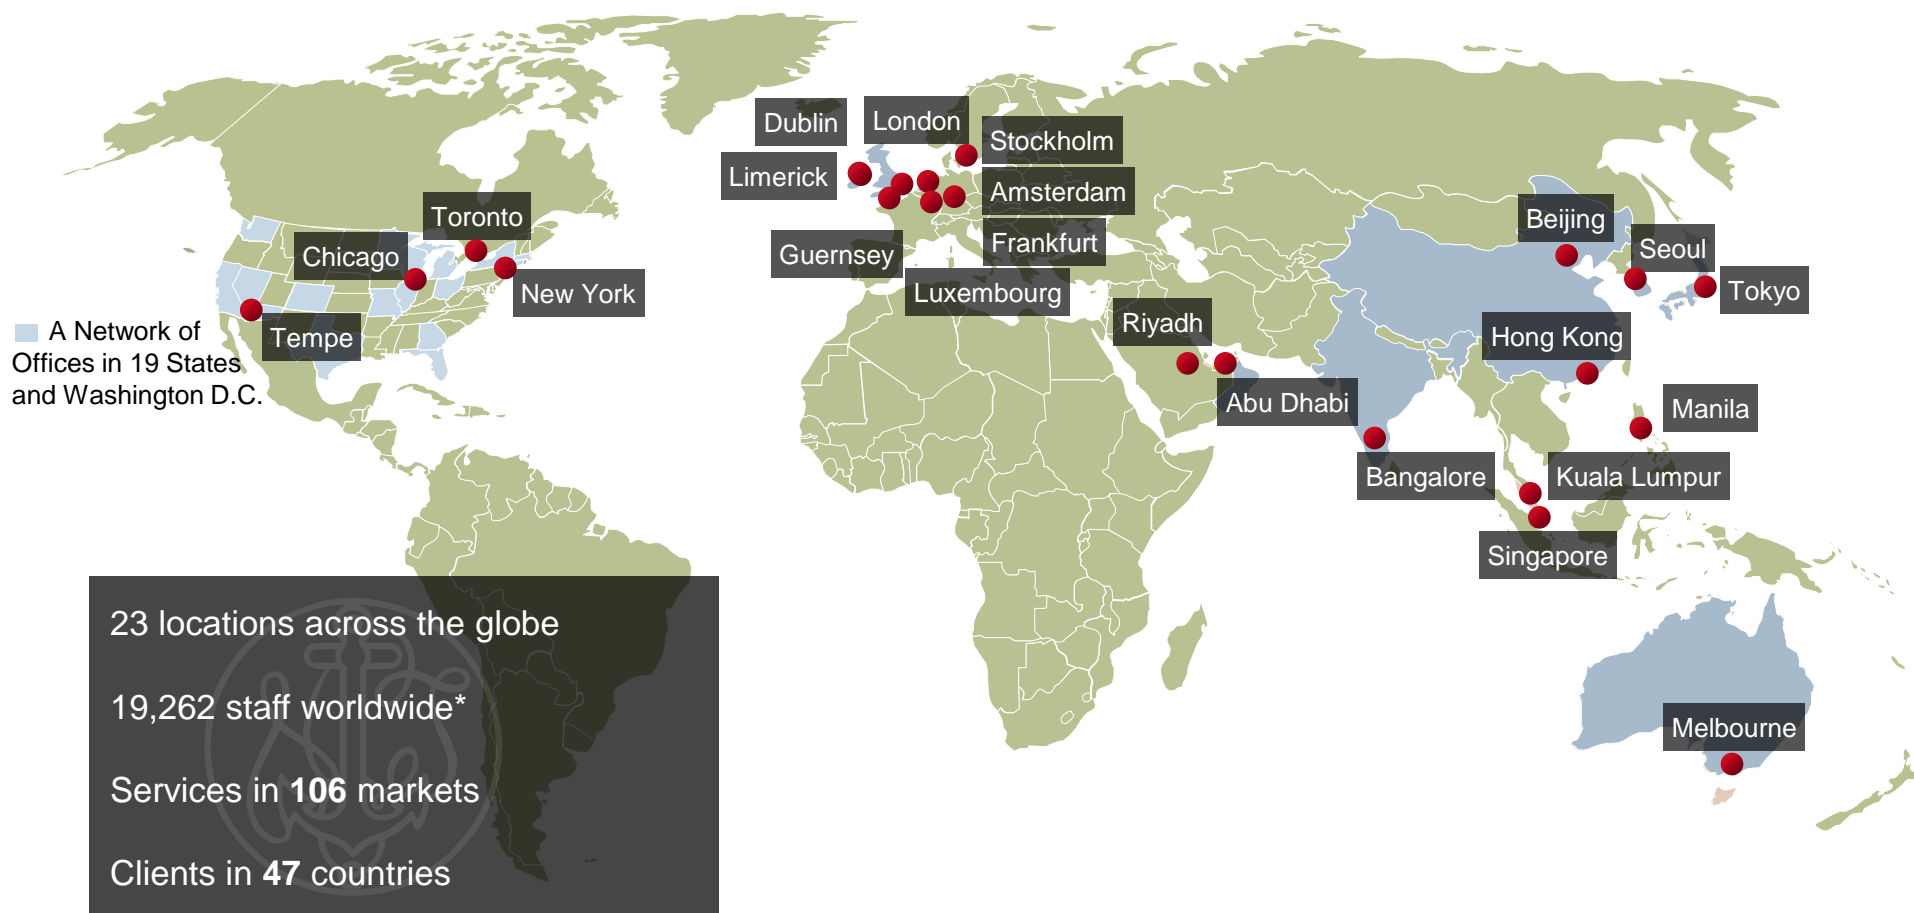 Dublin
London
Stockholm
Limerick
Amsterdam
Toronto
Beijing
Chicago
Guernsey
Frankfurt
Seoul
New York
Luxembourg
Tokyo
Riyadh
A Network of
Offices in 19 States
and Washington D.C.
Tempe
Hong Kong
Abu Dhabi
Manila
Bangalore
Kuala Lumpur
Singapore
23 locations across the globe
19,262 staff worldwide*
Melbourne
Services in 106 markets
Clients in 47 countries